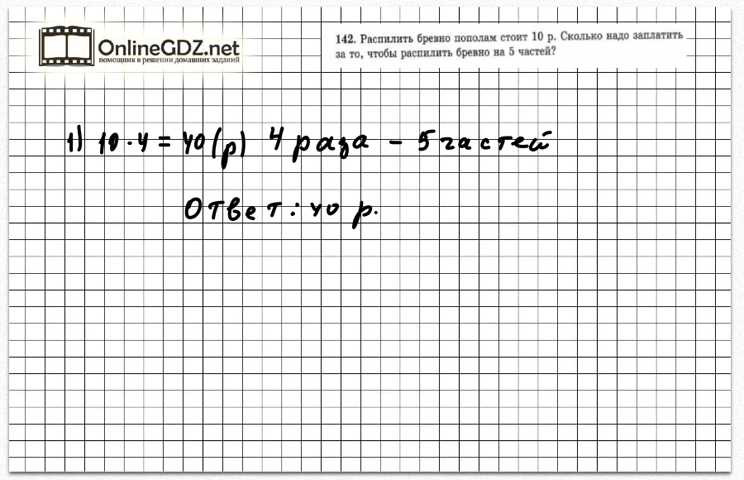 OnlineGDZ.net
помощник в решении домашних заданий
142. Распилить бревно пополам стоит 10 р. Сколько надо заплатить
за то, чтобы распилить бревно на 5 частей?
1) 10 · 4 = 40 (р) 4 раза – 5 частей
Ответ: 40 р.